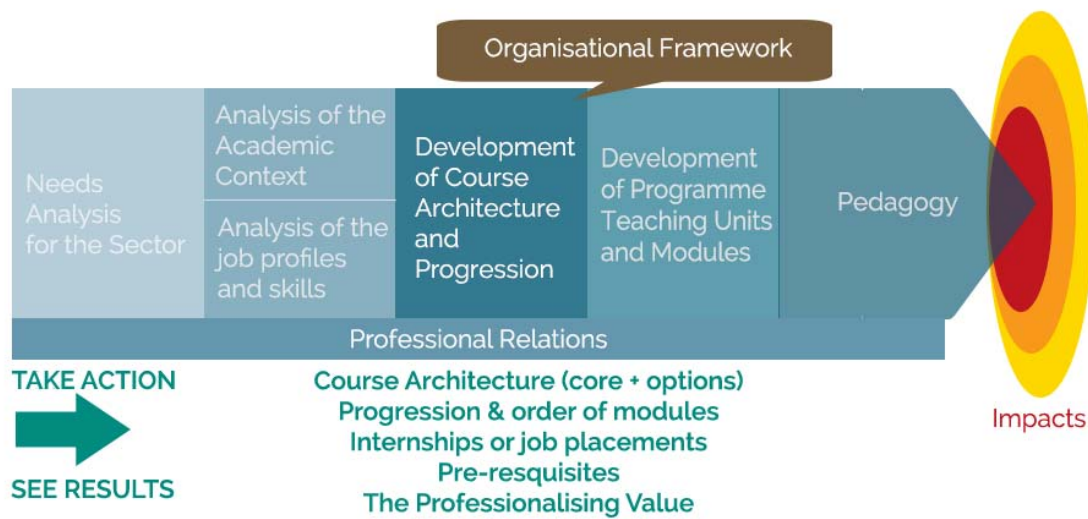 Organisational Framework
Needs
Analysis
for the Sector
Analysis of the
Academic
Context
Analysis of the
job profiles
and skills
Development
of Course
Architecture
and
Progression
Development
of Programme
Teaching Units
and Modules
Pedagogy
Professional Relations
TAKE ACTION
SEE RESULTS
Course Architecture (core + options)
Progression & order of modules
Internships or job placements
Pre-resquisites
The Professionalising Value
Impacts